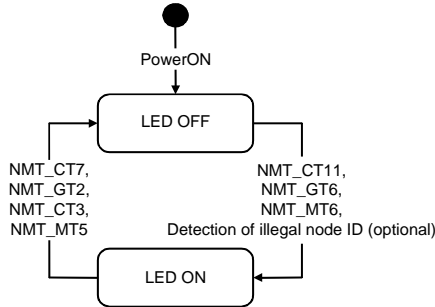 PowerON
LED OFF
NMT_CT7,
NMT_GT2,
NMT_CT3,
NMT_MT5
NMT_CT11,
NMT_GT6,
NMT_MT6,
Detection of illegal node ID (optional)
LED ON